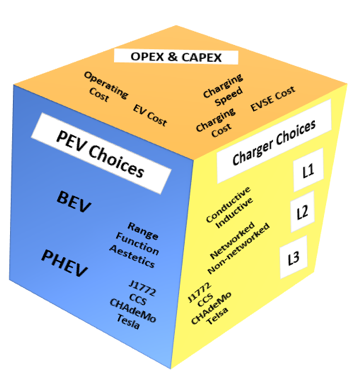 OPEX & CAPEX
Operating
Cost
EV Cost
Charging
Speed
Charging
Cost
EVSE Cost
PEV Choices
BEV
Range
Function
Aestetics
PHEV
J1772
CCS
CHAdeMo
Tesla
Charger Choices
L1
Conductive
Inductive
L2
Networked
Non-networked
L3
J1772
CCS
CHAdeMo
Telsa